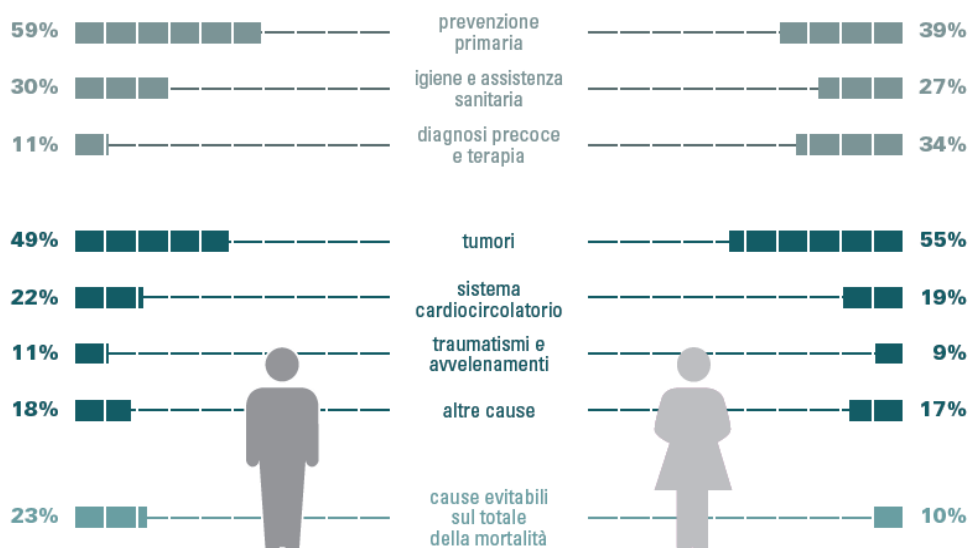 59%
prevenzione
primaria
39%
30%
igiene e assistenza
sanitaria
27%
11%
diagnosi precoce
e terapia
34%
49%
tumori
55%
22%
sistema
cardiocircolatorio
19%
11%
traumatismi e
avvelenamenti
9%
18%
altre cause
17%
23%
cause evitabili
sul totale
della mortalità
10%